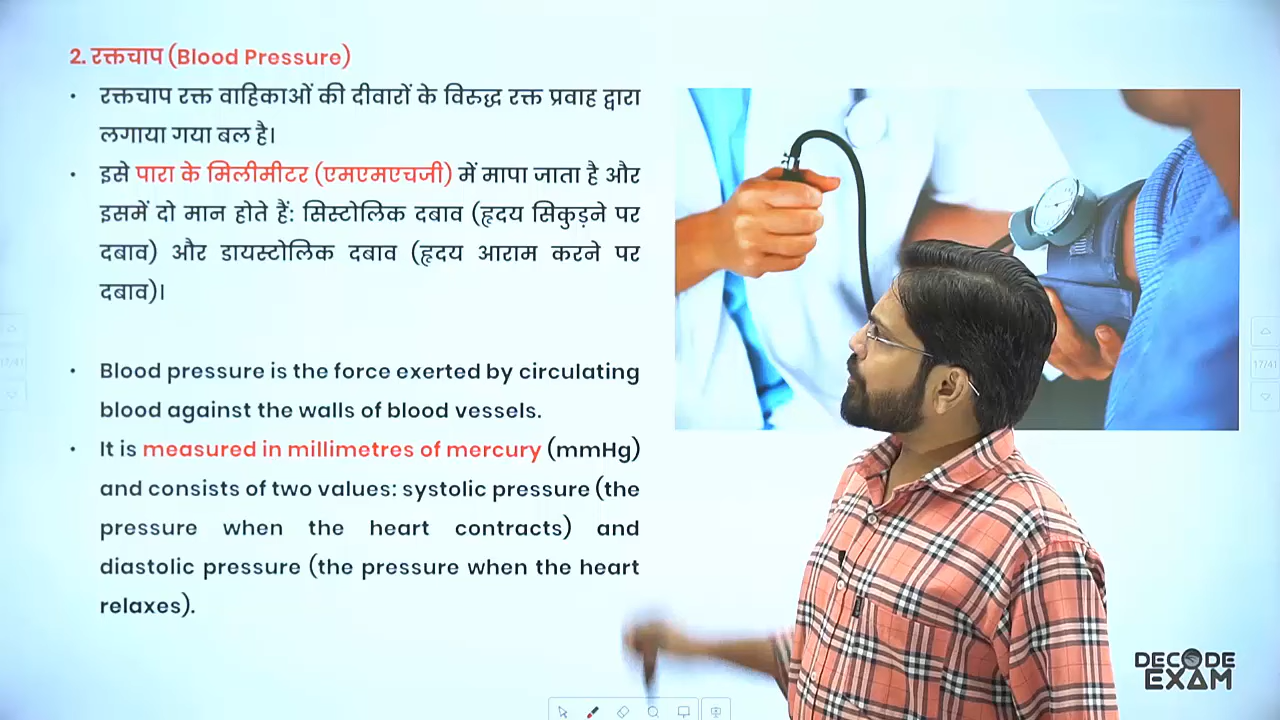 2. रक्तचाप (Blood Pressure)
• रक्तचाप रक्त वाहिकाओं की दीवारों के विरुद्ध रक्त प्रवाह द्वारा
लगाया गया बल है।
• इसे पारा के मिलीमीटर (एमएमएचजी) में मापा जाता है और
इसमें दो मान होते हैं: सिस्टोलिक दबाव (हृदय सिकुड़ने पर
दबाव) और डायस्टोलिक दबाव (हृदय आराम करने पर
दबाव)।
• Blood pressure is the force exerted by circulating
blood against the walls of blood vessels.
• It is measured in millimetres of mercury (mmHg)
and consists of two values: systolic pressure (the
pressure when the heart contracts) and
diastolic pressure (the pressure when the heart
relaxes).
17/41
17/41
DECODE
EXAM